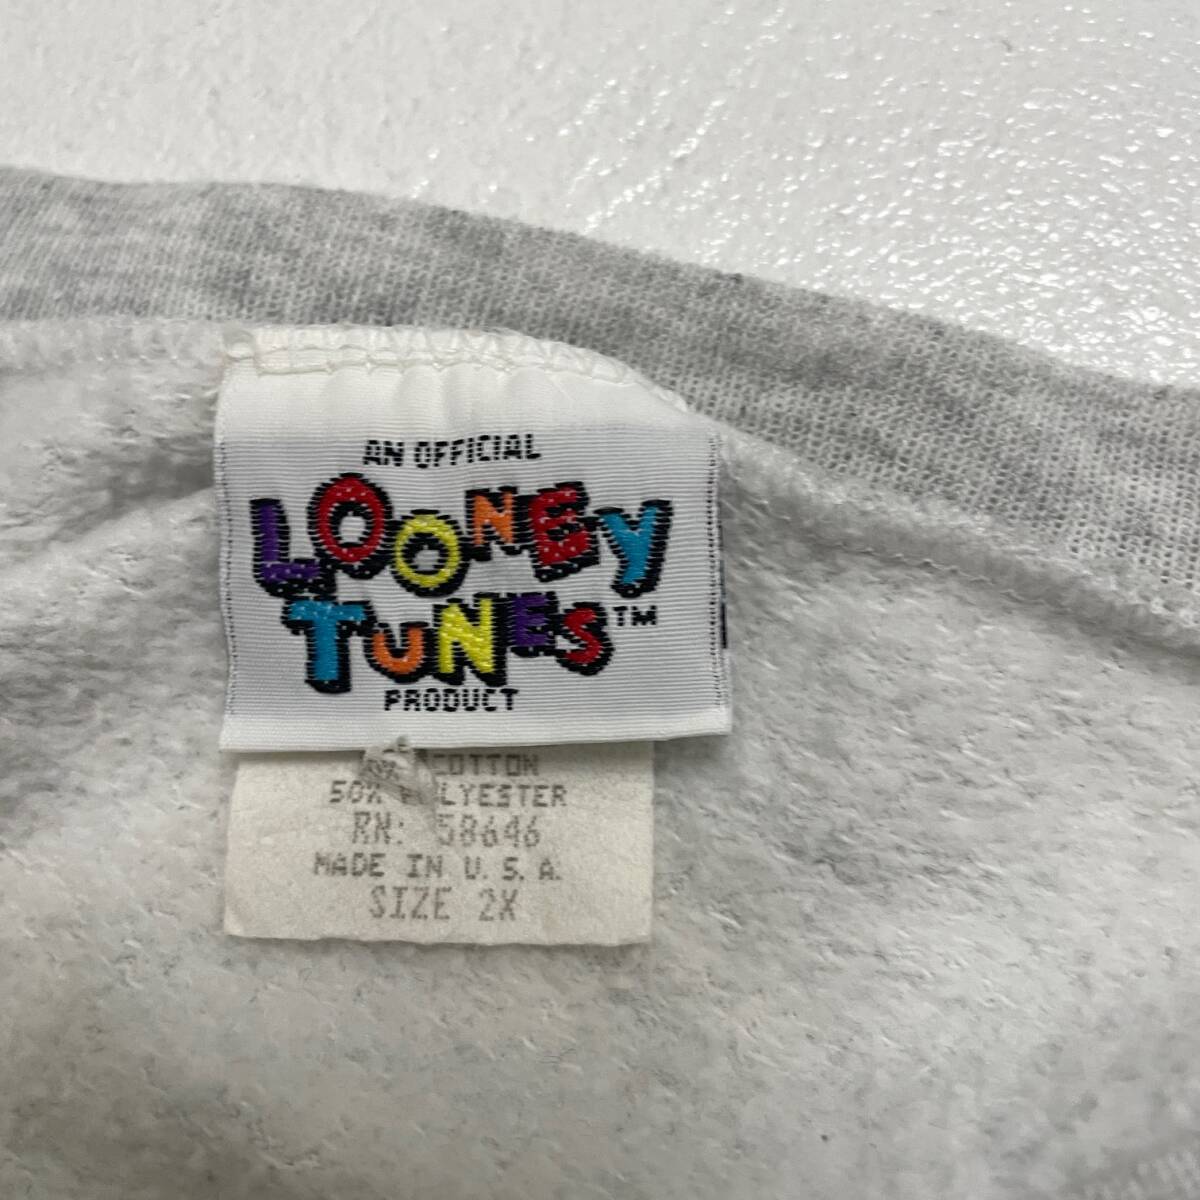 AN OFFICIAL
LOONEY
TUNES™
PRODUCT
COTTON
50% POLYESTER
RN: 58646
MADE IN U.S.A.
SIZE 2X